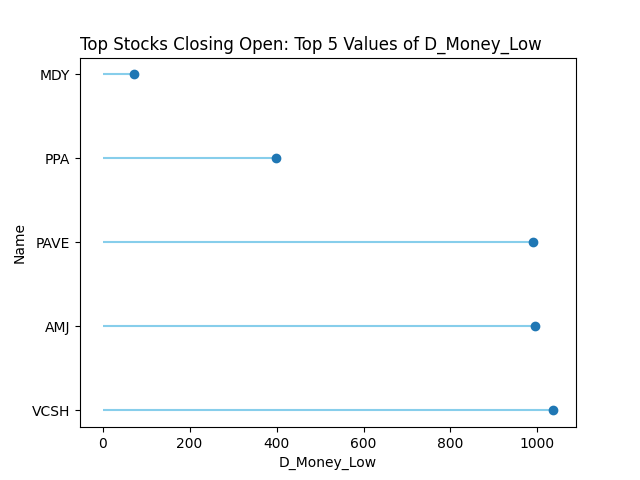 Top Stocks Closing Open: Top 5 Values of D_Money_Low
MDY
PPA
PAVE
AMJ
VCSH
Name
0 200 400 600 800 1000
D_Money_Low